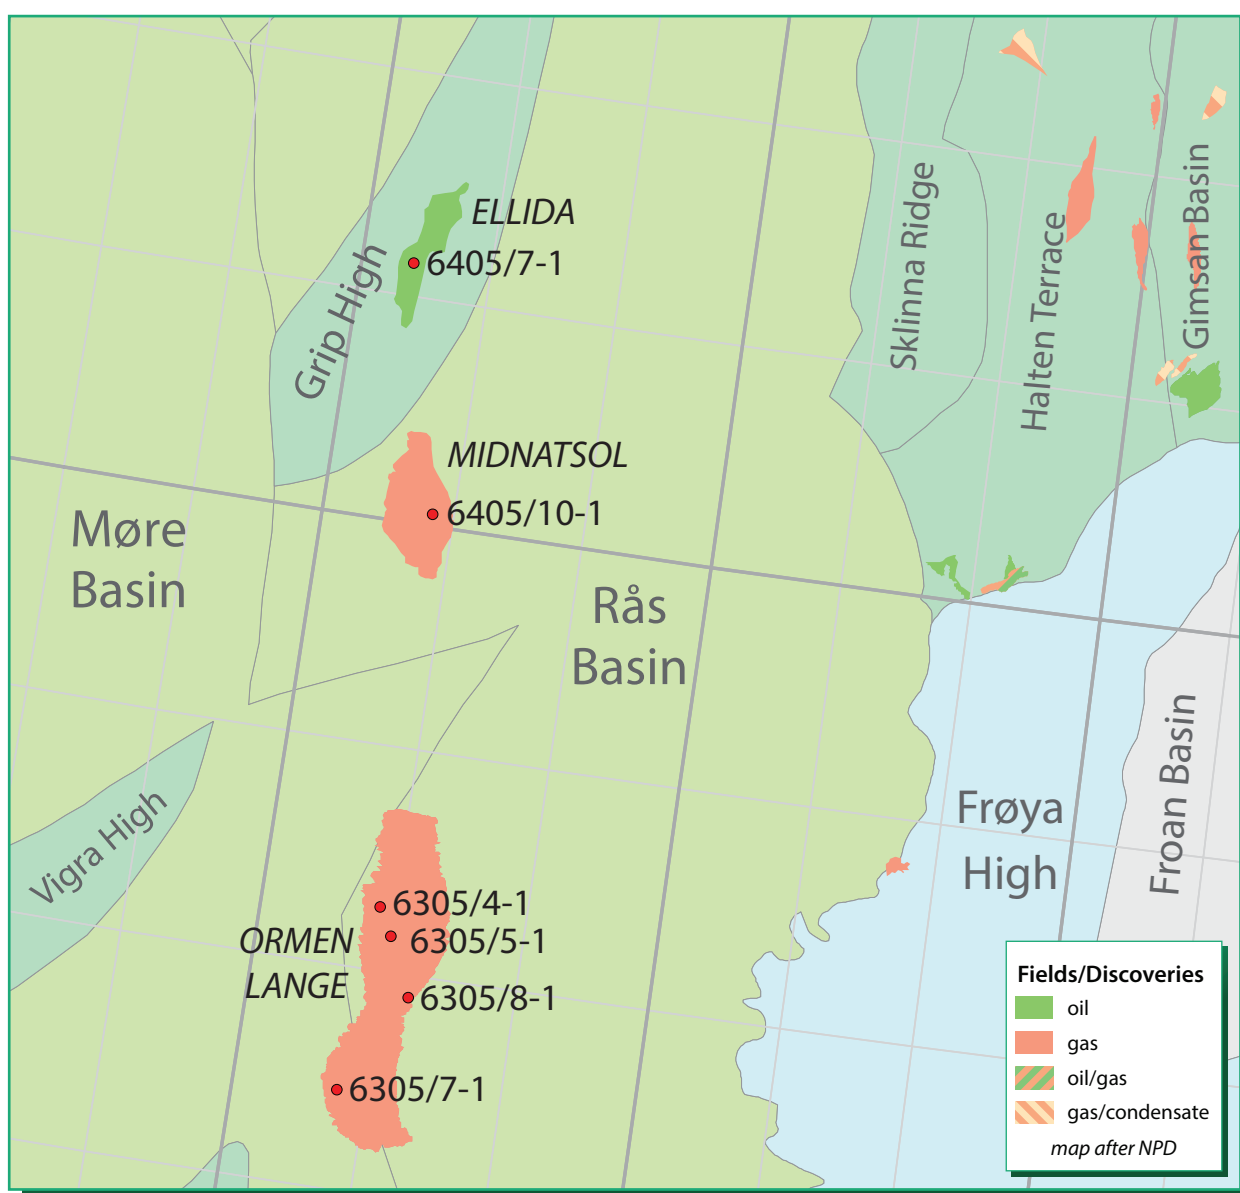 ELLIDA
6405/7-1
Grip High
Sklinna Ridge
Halten Terrace
Gimsan Basin
MIDNATSOL
6405/10-1
Møre
Basin
Rås
Basin
Vigra High
Frøya
High
Froan Basin
6305/4-1
ORMEN
LANGE
6305/5-1
6305/8-1
6305/7-1
Fields/Discoveries
oil
gas
oil/gas
gas/condensate
map after NPD